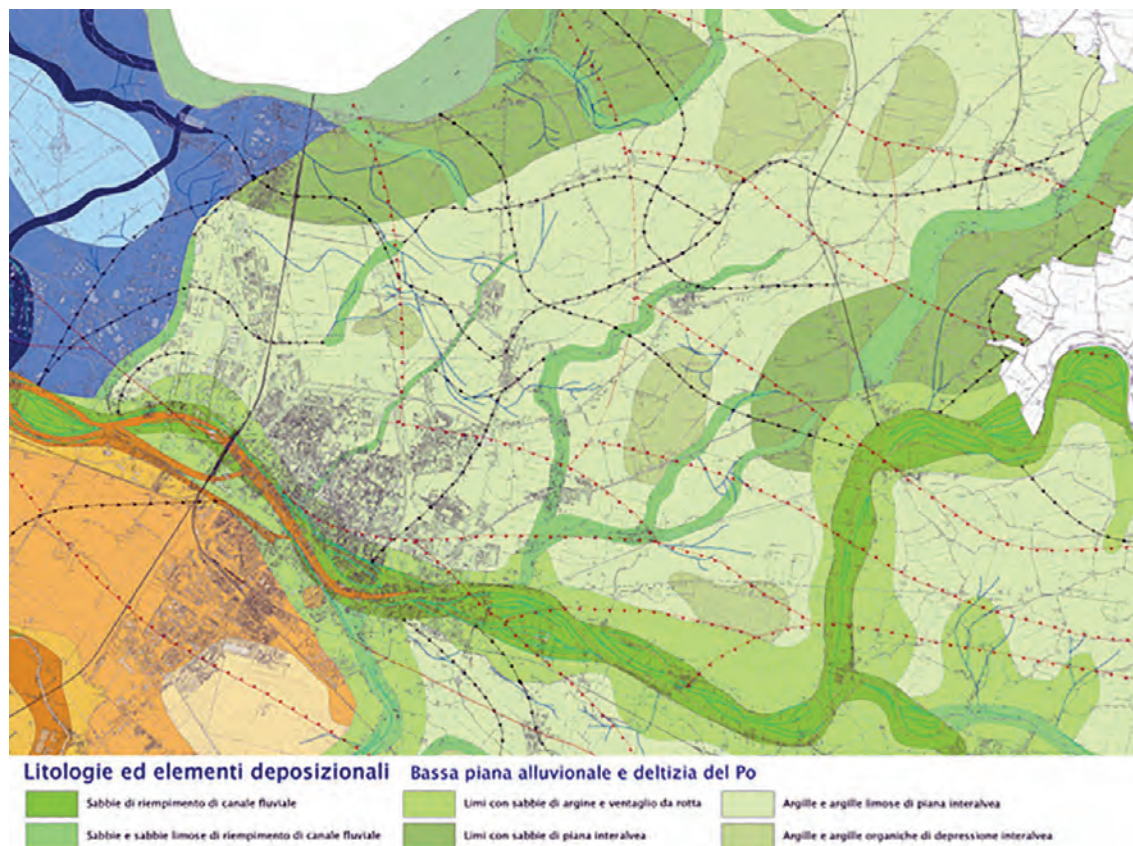 Litologie ed elementi deposizionali
Bassa piana alluvionale e deltizia del Po
Sabbie di riempimento di canale fluviale
Limi con sabbie di argine e ventaglio da rotta
Argille e argille limose di piana interalvea
Sabbie e sabbie limose di riempimento di canale fluviale
Limi con sabbie di piana interalvea
Argille e argille organiche di depressione interalvea